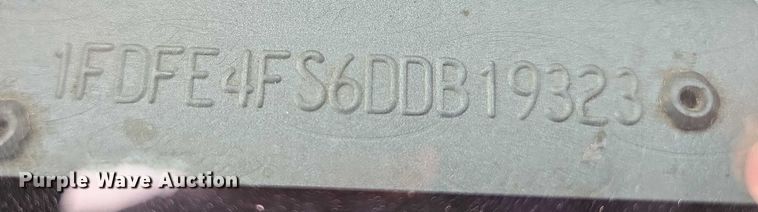 1FDFE4FS6DDB19323
Purple Wave Auction